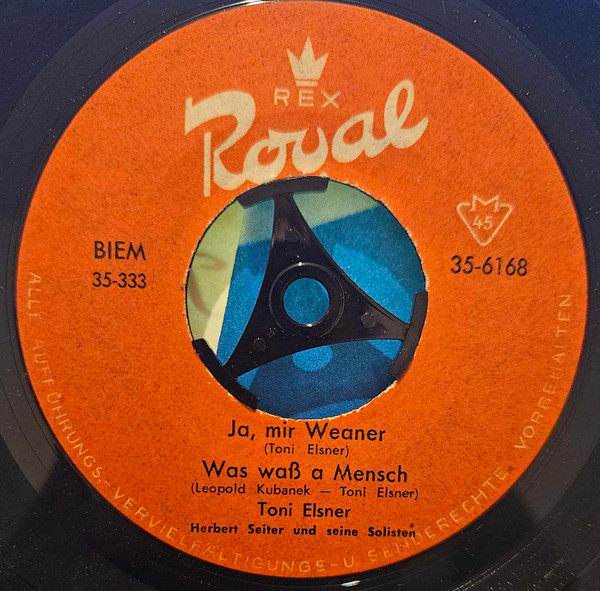 REX
Royal
M
45
BIEM
35-333
35-6168
Ja, mir Weaner
(Toni Elsner)
Was waß a Mensch
(Leopold Kubanek — Toni Elsner)
Toni Elsner
Herbert Seiter und seine Solisten
ALLE AUFFÜHRUNGS-, VERVIELFÄLTIGUNGS- U. SENDERECHTE VORBEHALTEN